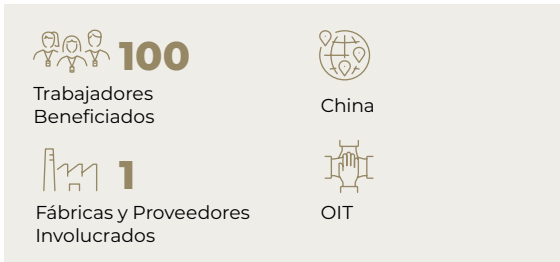 100
Trabajadores
Beneficiados
China
1
Fábricas y Proveedores
Involucrados
OIT